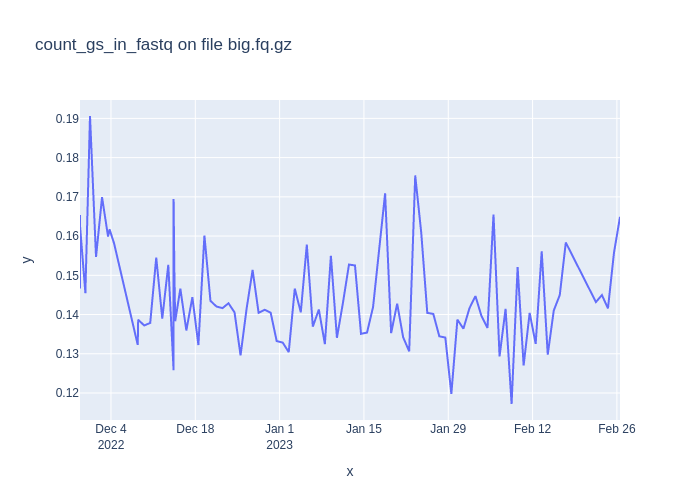 count_gs_in_fastq on file big.fq.gz
0.19
0.18
0.17
0.16
0.15
0.14
0.13
0.12
y
Dec 4
2022
Dec 18
Jan 1
2023
Jan 15
Jan 29
Feb 12
Feb 26
x